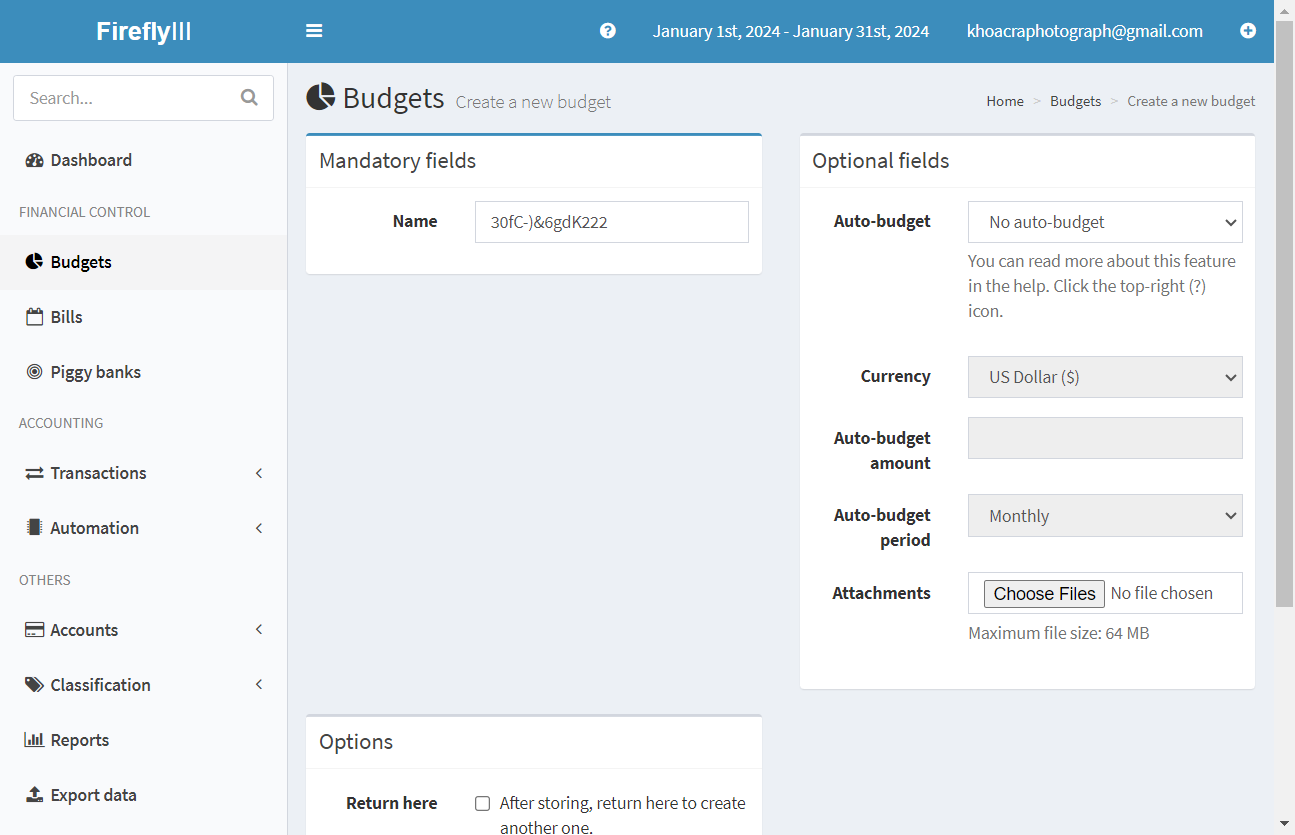 FireflyIII
January 1st, 2024 - January 31st, 2024
khoacraphotograph@gmail.com
Search...
Dashboard
FINANCIAL CONTROL
Budgets
Bills
Piggy banks
ACCOUNTING
Transactions
Automation
OTHERS
Accounts
Classification
Reports
Export data
Budgets Create a new budget
Home > Budgets > Create a new budget
Mandatory fields
Name
30fC-)&6gdK222
Optional fields
Auto-budget
No auto-budget
You can read more about this feature
in the help. Click the top-right (?)
icon.
Currency
US Dollar ($)
Auto-budget
amount
Auto-budget
period
Monthly
Attachments
Choose Files No file chosen
Maximum file size: 64 MB
Options
Return here
After storing, return here to create
another one.